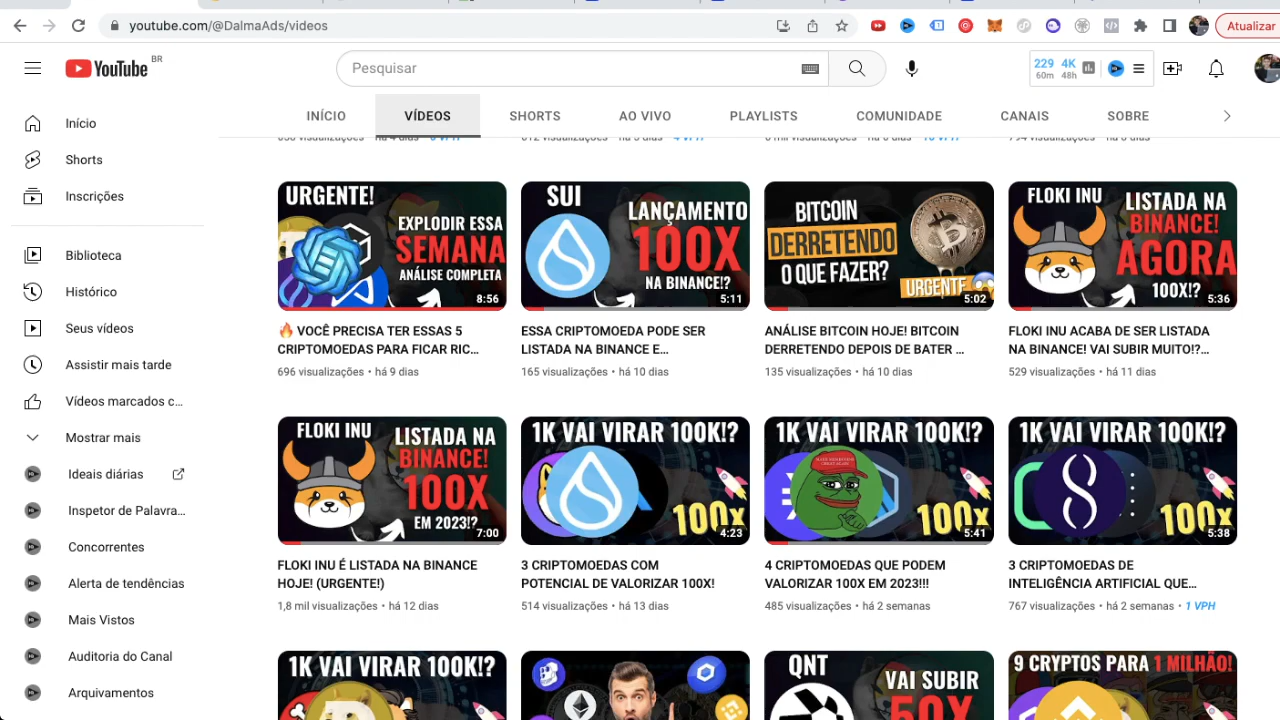 youtube.com/@DalmaAds/videos
Atualizar
YouTube BR
Pesquisar
229 4K
60m 48h
INÍCIO VÍDEOS SHORTS AO VIVO PLAYLISTS COMUNIDADE CANAIS SOBRE
Início
Shorts
Inscrições
Biblioteca
Histórico
Seus vídeos
Assistir mais tarde
Vídeos marcados c...
Mostrar mais
Ideais diárias
Inspetor de Palavra...
Concorrentes
Alerta de tendências
Mais Vistos
Auditoria do Canal
Arquivamentos
URGENTE!
EXPLODIR ESSA
SEMANA
ANÁLISE COMPLETA
8:56
🔥 VOCÊ PRECISA TER ESSAS 5
CRIPTOMOEDAS PARA FICAR RIC...
696 visualizações • há 9 dias
SUI
LANÇAMENTO
100X
NA BINANCE!?
5:11
ESSA CRIPTOMOEDA PODE SER
LISTADA NA BINANCE E...
165 visualizações • há 10 dias
BITCOIN
DERRETENDO
O QUE FAZER?
URGENTE
5:02
ANÁLISE BITCOIN HOJE! BITCOIN
DERRETENDO DEPOIS DE BATER ...
135 visualizações • há 10 dias
FLOKI INU
LISTADA NA
BINANCE!
AGORA
100X!?
5:36
FLOKI INU ACABA DE SER LISTADA
NA BINANCE! VAI SUBIR MUITO!?...
529 visualizações • há 11 dias
FLOKI INU
LISTADA NA
BINANCE!
100X
EM 2023!?
7:00
FLOKI INU É LISTADA NA BINANCE
HOJE! (URGENTE!)
1,8 mil visualizações • há 12 dias
1K VAI VIRAR 100K!?
100x
4:23
3 CRIPTOMOEDAS COM
POTENCIAL DE VALORIZAR 100X!
514 visualizações • há 13 dias
1K VAI VIRAR 100K!?
100x
5:41
4 CRIPTOMOEDAS QUE PODEM
VALORIZAR 100X EM 2023!!!
485 visualizações • há 2 semanas
1K VAI VIRAR 100K!?
100x
5:38
3 CRIPTOMOEDAS DE
INTELIGÊNCIA ARTIFICIAL QUE...
767 visualizações • há 2 semanas • 1 VPH
1K VAI VIRAR 100K!?
QNT
VAI SUBIR
50X
9 CRYPTOS PARA 1 MILHÃO!